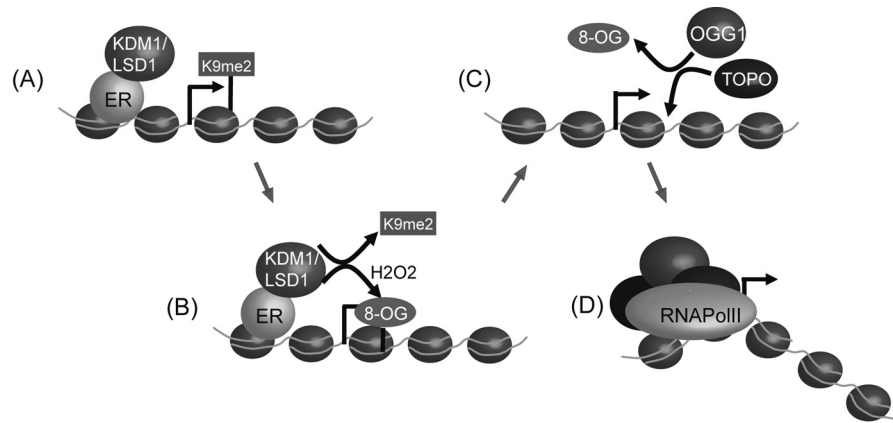 (A)
KDM1/
LSD1
ER
K9me2
(C)
8-OG
OGG1
TOPO
(B)
KDM1/
LSD1
ER
K9me2
H2O2
8-OG
(D)
RNAPolII